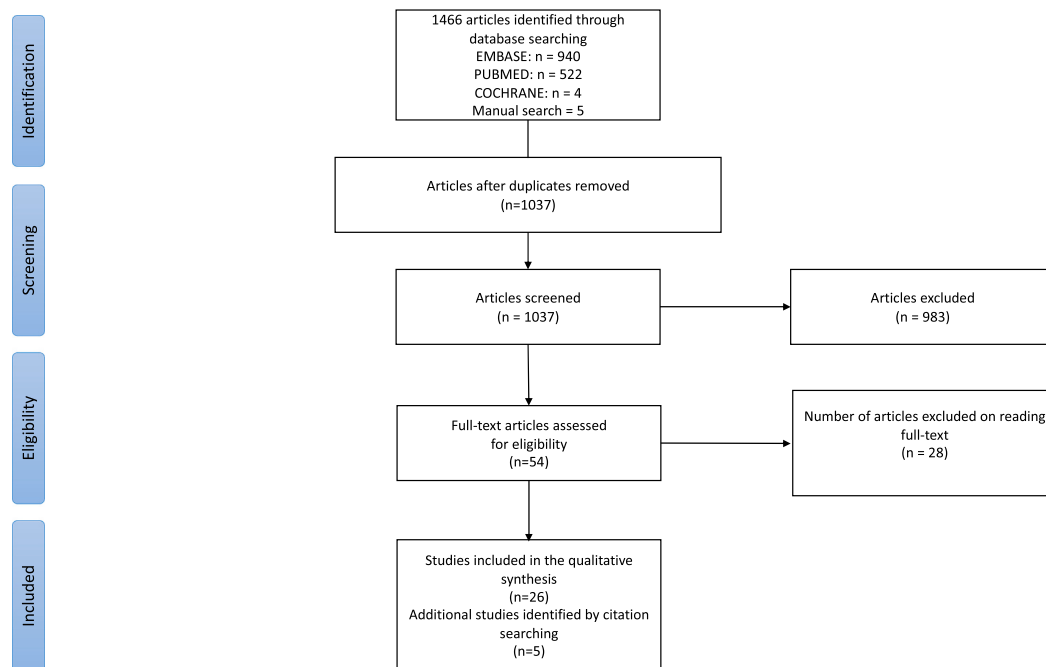 Identification
1466 articles identified through
database searching
EMBASE: n = 940
PUBMED: n = 522
COCHRANE: n = 4
Manual search = 5
Articles after duplicates removed
(n=1037)
Screening
Articles screened
(n = 1037)
Articles excluded
(n = 983)
Eligibility
Full-text articles assessed
for eligibility
(n=54)
Number of articles excluded on reading
full-text
(n = 28)
Included
Studies included in the qualitative
synthesis
(n=26)
Additional studies identified by citation
searching
(n=5)